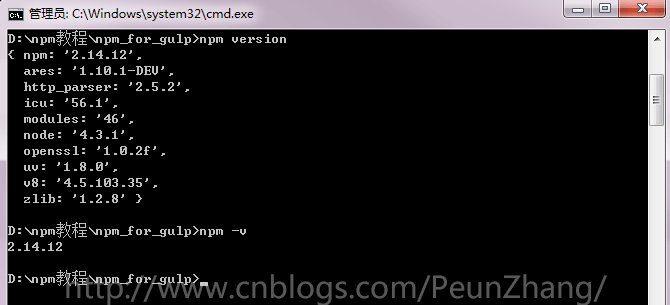 管理员: C:\Windows\system32\cmd.exe
D:\npm教程\npm_for_gulp>npm version
{ npm: '2.14.12',
  ares: '1.10.1-DEV',
  http_parser: '2.5.2',
  icu: '56.1',
  modules: '46',
  node: '4.3.1',
  openssl: '1.0.2f',
  uv: '1.8.0',
  v8: '4.5.103.35',
  zlib: '1.2.8' }
D:\npm教程\npm_for_gulp>npm -v
2.14.12
D:\npm教程\npm_for_gulp>_
http://www.cnblogs.com/PeunZhang/